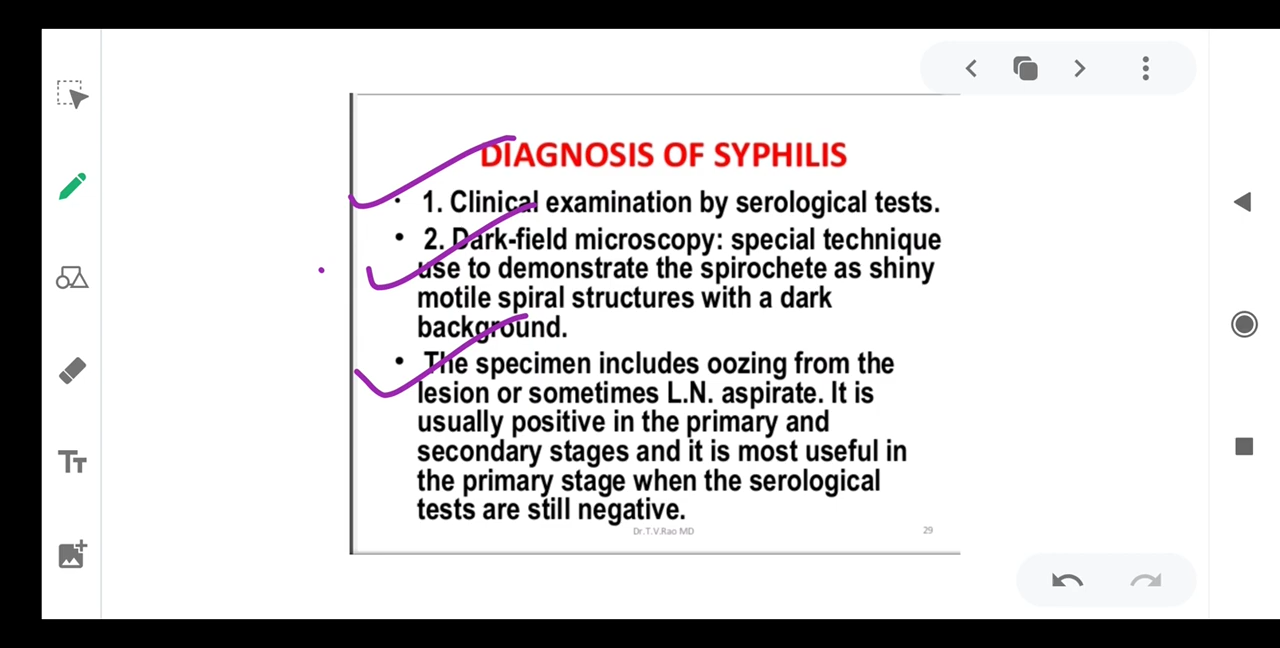 DIAGNOSIS OF SYPHILIS
• 1. Clinical examination by serological tests.
• 2. Dark-field microscopy: special technique
use to demonstrate the spirochete as shiny
motile spiral structures with a dark
background.
• The specimen includes oozing from the
lesion or sometimes L.N. aspirate. It is
usually positive in the primary and
secondary stages and it is most useful in
the primary stage when the serological
tests are still negative.
Dr.T.V.Rao MD
29
TT